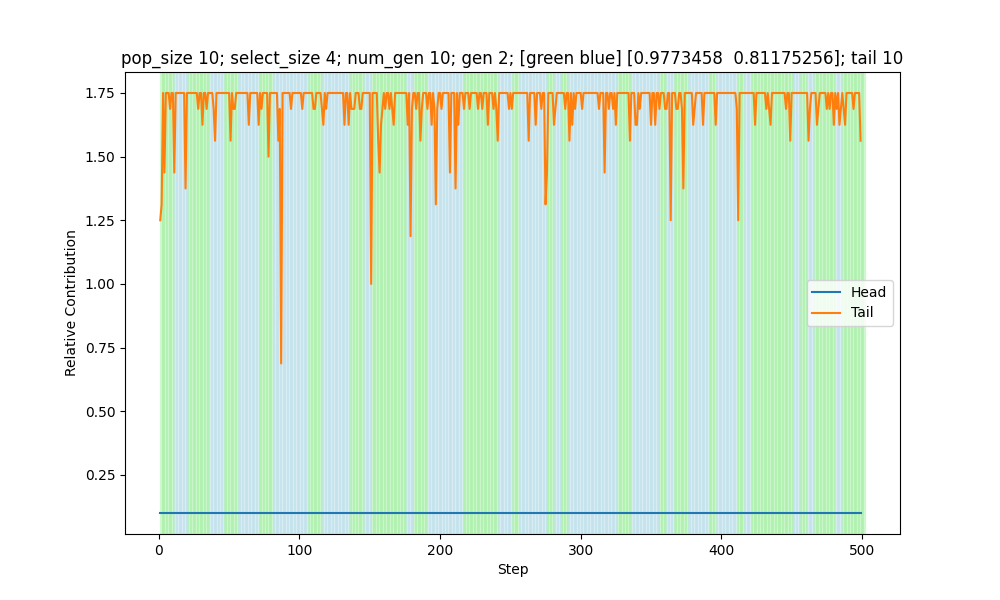 pop_size 10; select_size 4; num_gen 10; gen 2; [green blue] [0.9773458  0.81175256]; tail 10
1.75
1.50
1.25
1.00
0.75
0.50
0.25
Relative Contribution
Head
Tail
0
100
200
300
400
500
Step